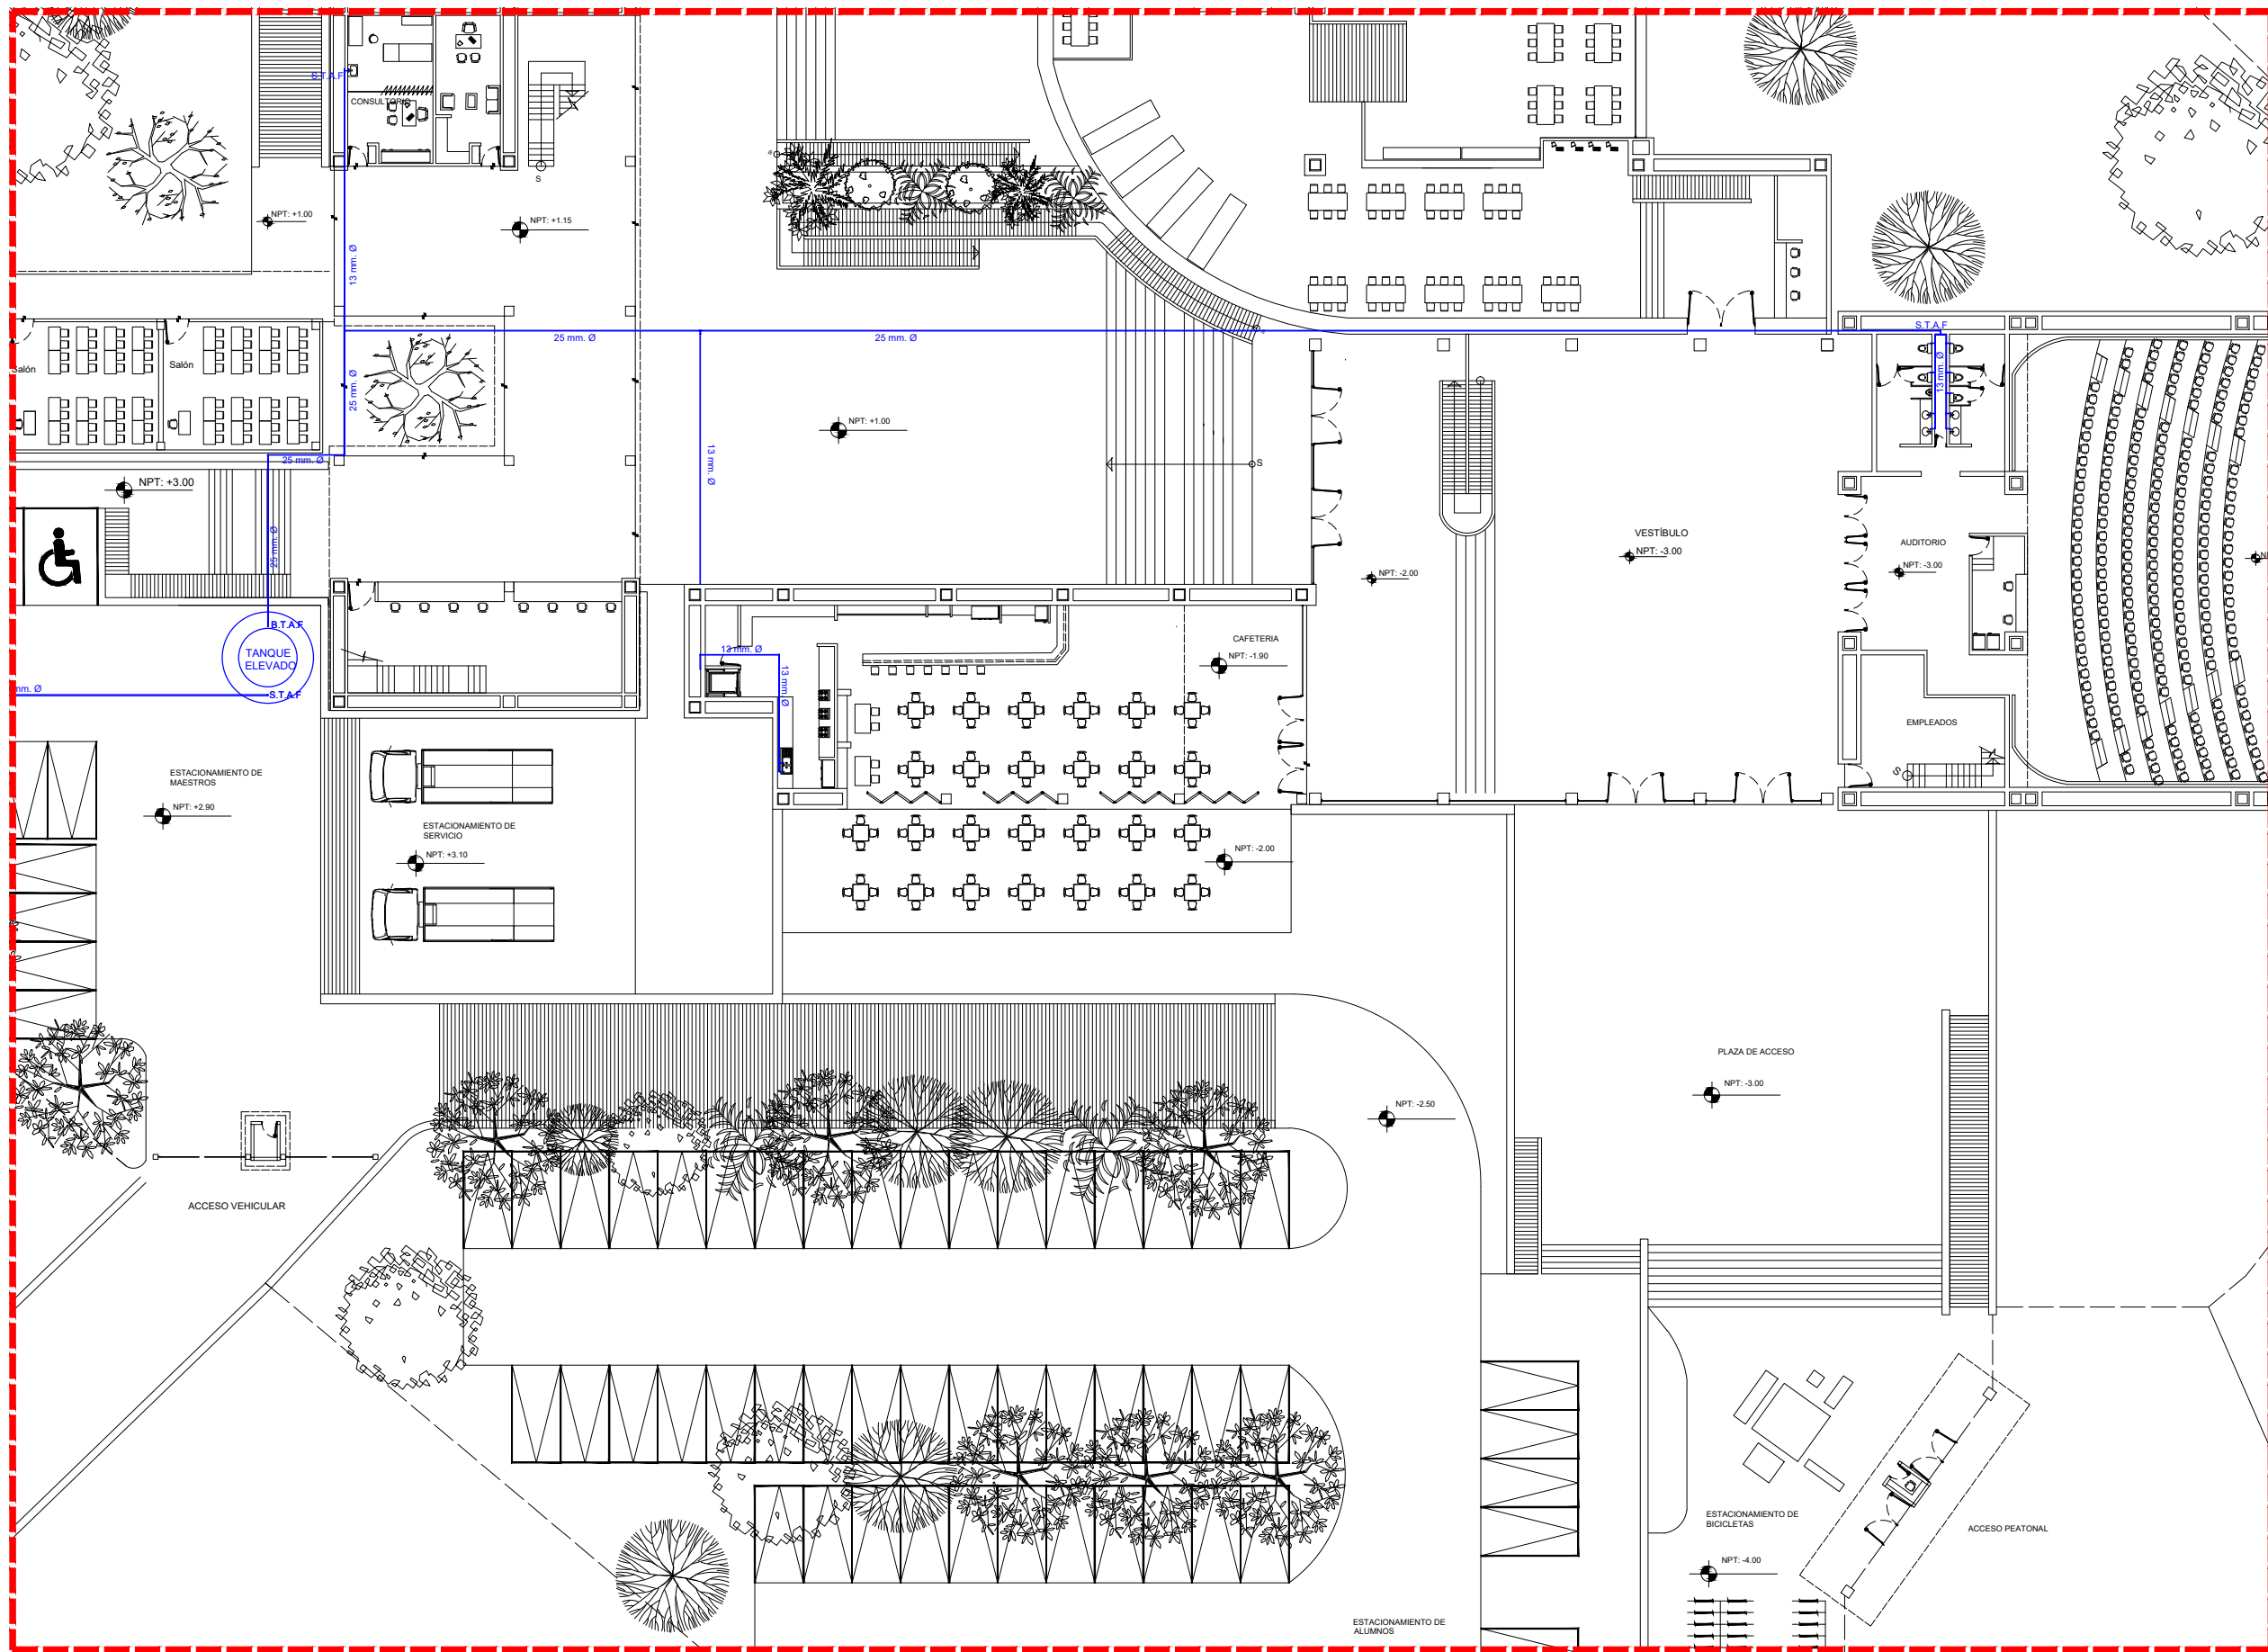 S.T.A.F
CONSULTORIO
S
NPT: +1.00
NPT: +1.15
13 mm. Ø
25 mm. Ø
25 mm. Ø
S.T.A.F
13 mm. Ø
Salón
Salón
25 mm. Ø
NPT: +1.00
25 mm. Ø
13 mm. Ø
S
NPT: +3.00
25 mm. Ø
VESTÍBULO
NPT: -3.00
AUDITORIO
NPT: -3.00
NPT: -2.00
B.T.A.F
TANQUE
ELEVADO
S.T.A.F
mm. Ø
13 mm. Ø
13 mm. Ø
CAFETERIA
NPT: -1.90
EMPLEADOS
S
ESTACIONAMIENTO DE
MAESTROS
NPT: +2.90
ESTACIONAMIENTO DE
SERVICIO
NPT: +3.10
NPT: -2.00
PLAZA DE ACCESO
NPT: -3.00
NPT: -2.50
ACCESO VEHICULAR
ESTACIONAMIENTO DE
BICICLETAS
ACCESO PEATONAL
NPT: -4.00
ESTACIONAMIENTO DE
ALUMNOS